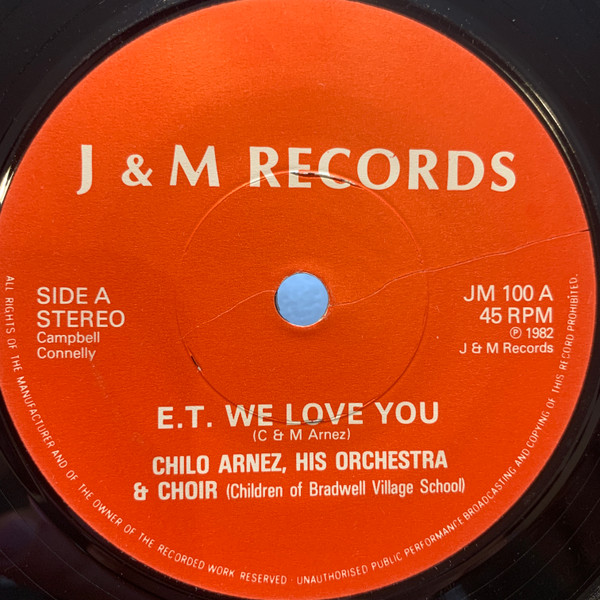 J & M RECORDS
SIDE A
STEREO
Campbell
Connelly
JM 100 A
45 RPM
℗ 1982
J & M Records
E.T. WE LOVE YOU
(C & M Arnez)
CHILO ARNEZ, HIS ORCHESTRA
& CHOIR (Children of Bradwell Village School)
ALL RIGHTS OF THE MANUFACTURER AND OF THE OWNER OF THE RECORDED WORK RESERVED · UNAUTHORISED PUBLIC PERFORMANCE BROADCASTING AND COPYING OF THIS RECORD PROHIBITED.